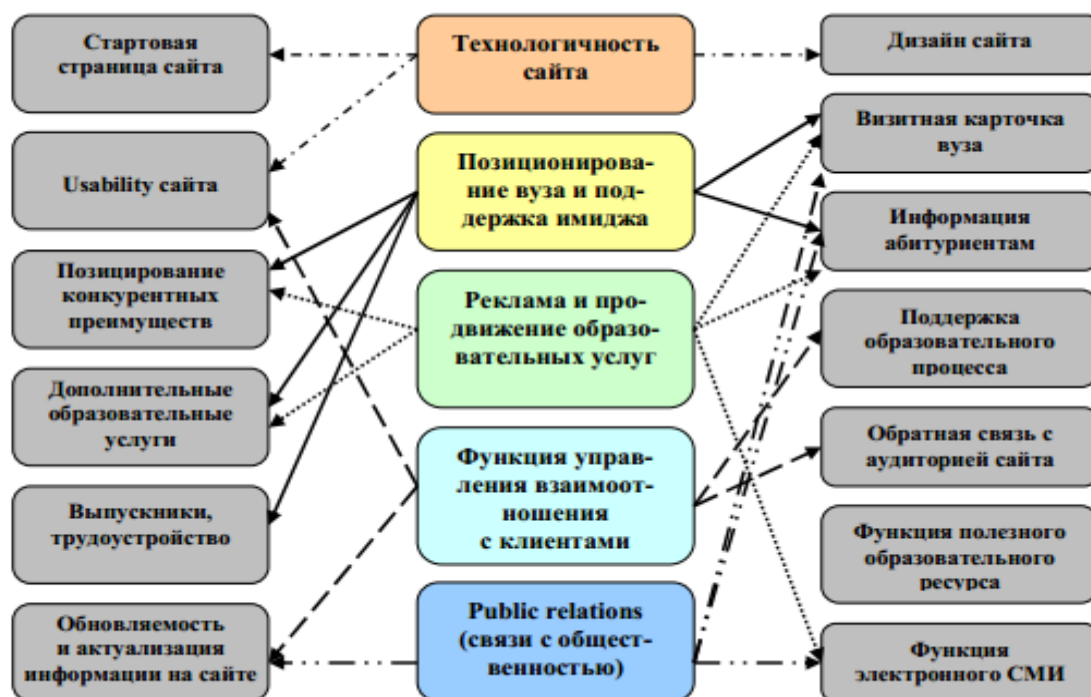 Стартовая
страница сайта
Usability сайта
Позицирование
конкурентных
преимуществ
Дополнительные
образовательные
услуги
Выпускники,
трудоустройство
Обновляемость
и актуализация
информации на сайте
Технологичность
сайта
Позиционирова-
ние вуза и под-
держка имиджа
Реклама и про-
движение образо-
вательных услуг
Функция управ-
ления взаимоот-
ношения
с клиентами
Public relations
(связи с общест-
венностью)
Дизайн сайта
Визитная карточка
вуза
Информация
абитуриентам
Поддержка
образовательного
процесса
Обратная связь с
аудиторией сайта
Функция полезного
образовательного
ресурса
Функция
электронного СМИ